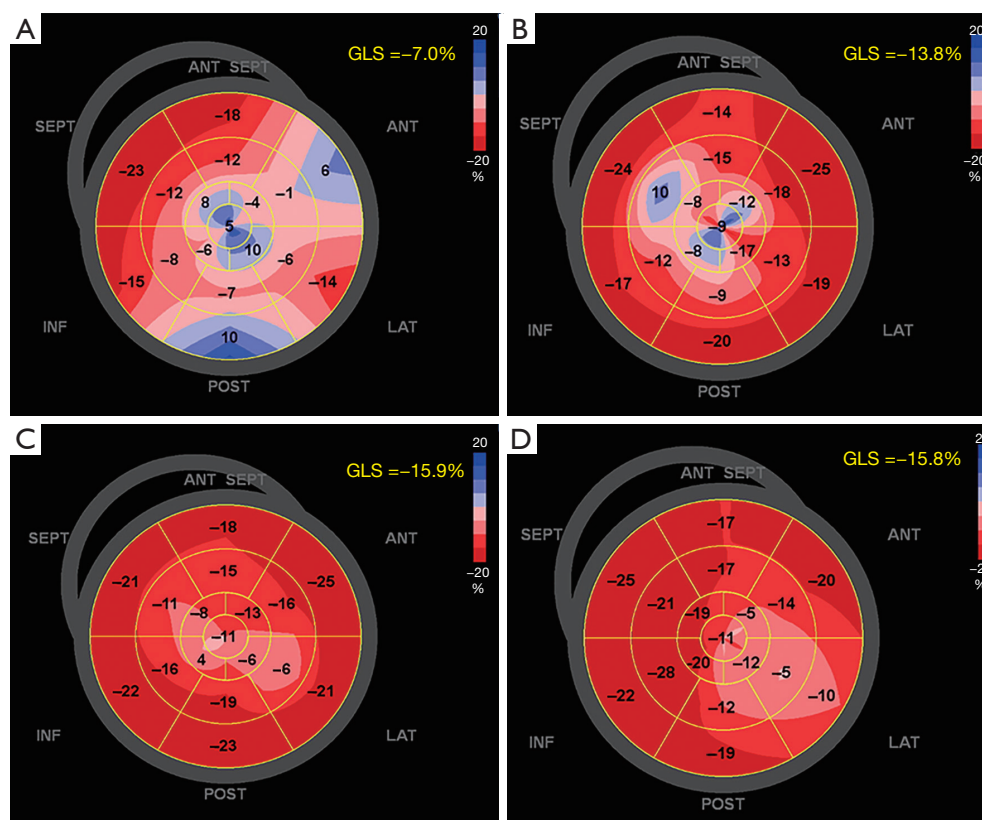 A
GLS =–7.0%
20
ANT SEPT
SEPT
ANT
–18
–23
6
–20
%
–12
–12
–1
8
–4
5
–6
10
–8
–6
–15
–14
–7
10
INF
LAT
POST
B
GLS =–13.8%
20
ANT SEPT
SEPT
ANT
–14
–24
–25
–20
%
–15
10
–18
–8
–12
–9
–8
–17
–12
–13
–17
–19
–9
–20
INF
LAT
POST
C
GLS =–15.9%
20
ANT SEPT
SEPT
ANT
–18
–21
–25
–20
%
–15
–11
–16
–8
–13
–11
4
–6
–16
–6
–22
–21
–19
–23
INF
LAT
POST
D
GLS =–15.8%
2
ANT SEPT
SEPT
ANT
–17
–25
–20
–2
%
–17
–21
–14
–19
–5
–11
–20
–12
–28
–5
–22
–10
–12
–19
INF
LAT
POST